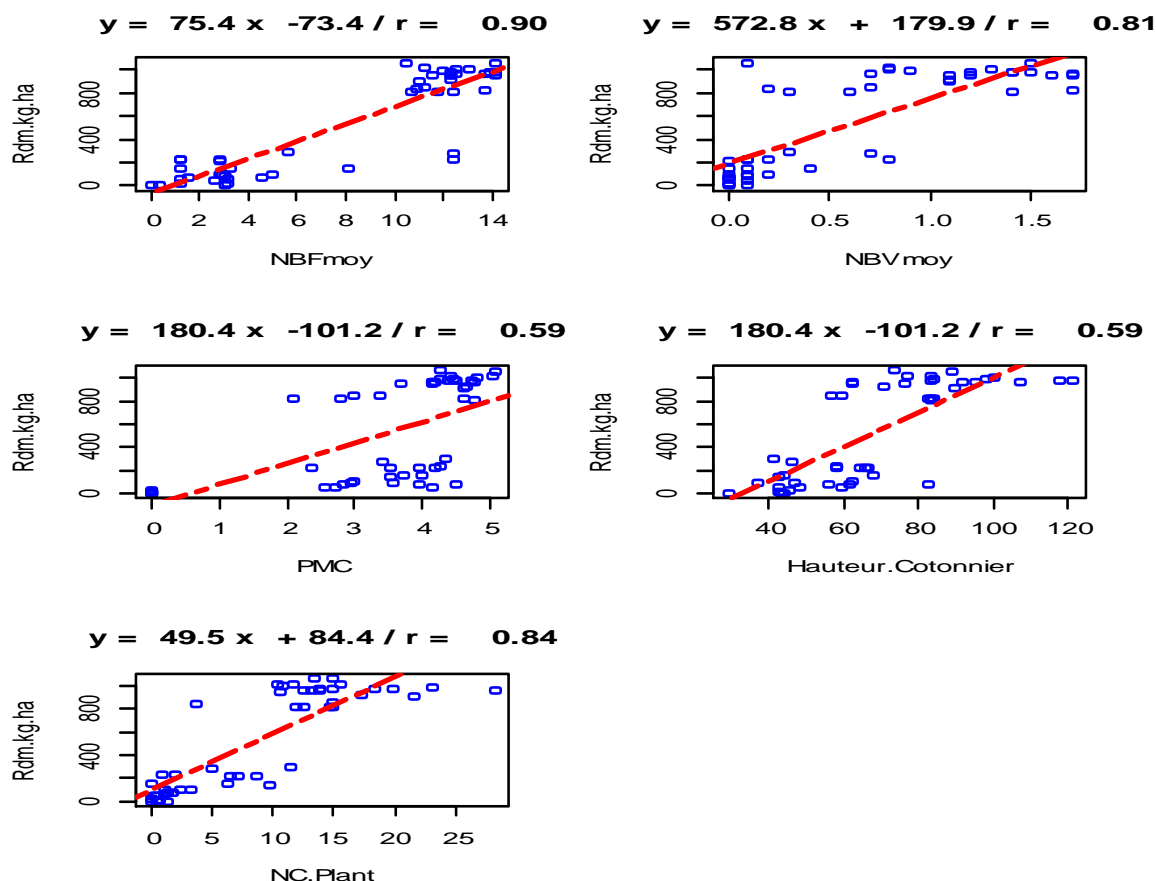 y = 75.4 x -73.4 / r = 0.90
Rdm.kg.ha
0 400 800
0 2 4 6 8 10 12 14
NBFmoy
y = 572.8 x + 179.9 / r = 0.81
Rdm.kg.ha
0 400 800
0.0 0.5 1.0 1.5
NBVmoy
y = 180.4 x -101.2 / r = 0.59
Rdm.kg.ha
0 400 800
0 1 2 3 4 5
PMC
y = 180.4 x -101.2 / r = 0.59
Rdm.kg.ha
0 400 800
40 60 80 100 120
Hauteur.Cotonnier
y = 49.5 x + 84.4 / r = 0.84
Rdm.kg.ha
0 400 800
0 5 10 15 20 25
NC.Plant